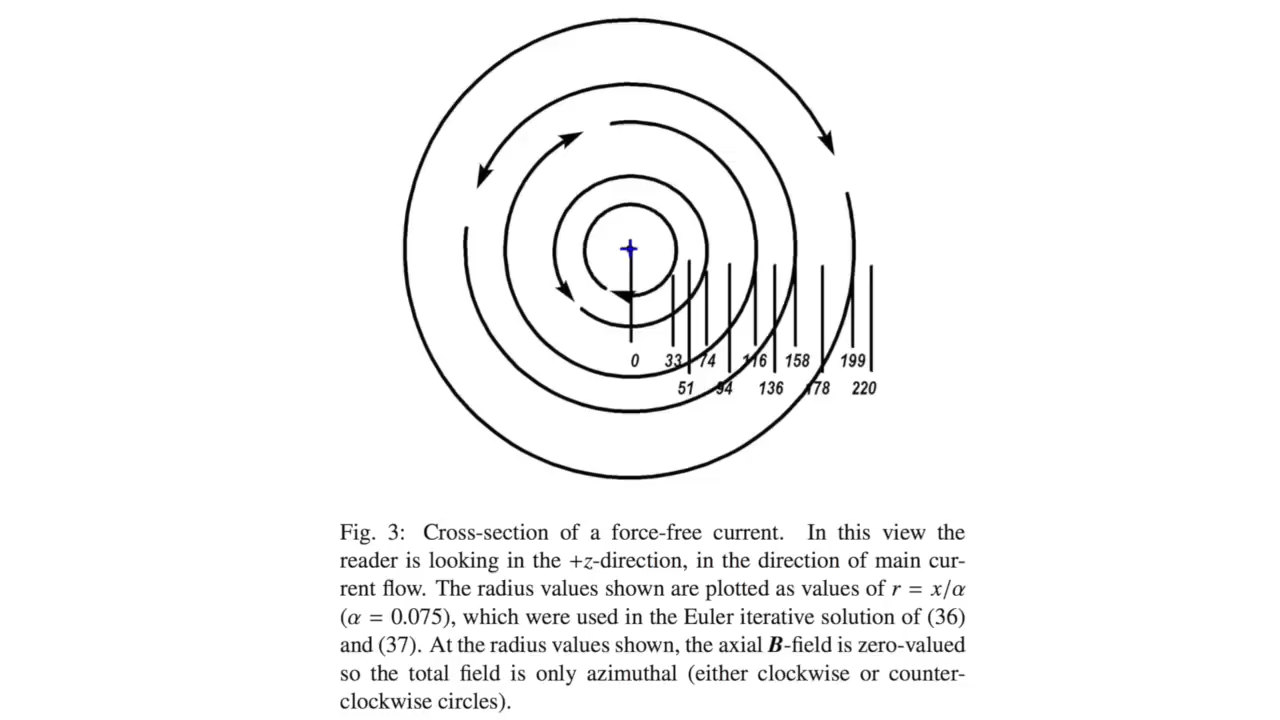 0 33 74 116 158 199
51 94 136 178 220
Fig. 3: Cross-section of a force-free current. In this view the
reader is looking in the +z-direction, in the direction of main cur-
rent flow. The radius values shown are plotted as values of r = x/α
(α = 0.075), which were used in the Euler iterative solution of (36)
and (37). At the radius values shown, the axial B-field is zero-valued
so the total field is only azimuthal (either clockwise or counter-
clockwise circles).